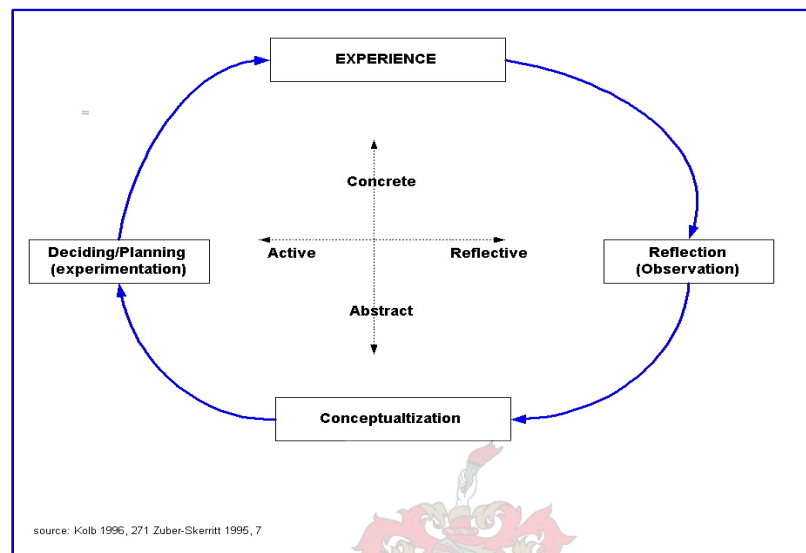 EXPERIENCE
=
Concrete
Deciding/Planning
(experimentation)
Active
Reflective
Reflection
(Observation)
Abstract
Conceptualtization
source: Kolb 1996, 271 Zuber-Skerritt 1995, 7